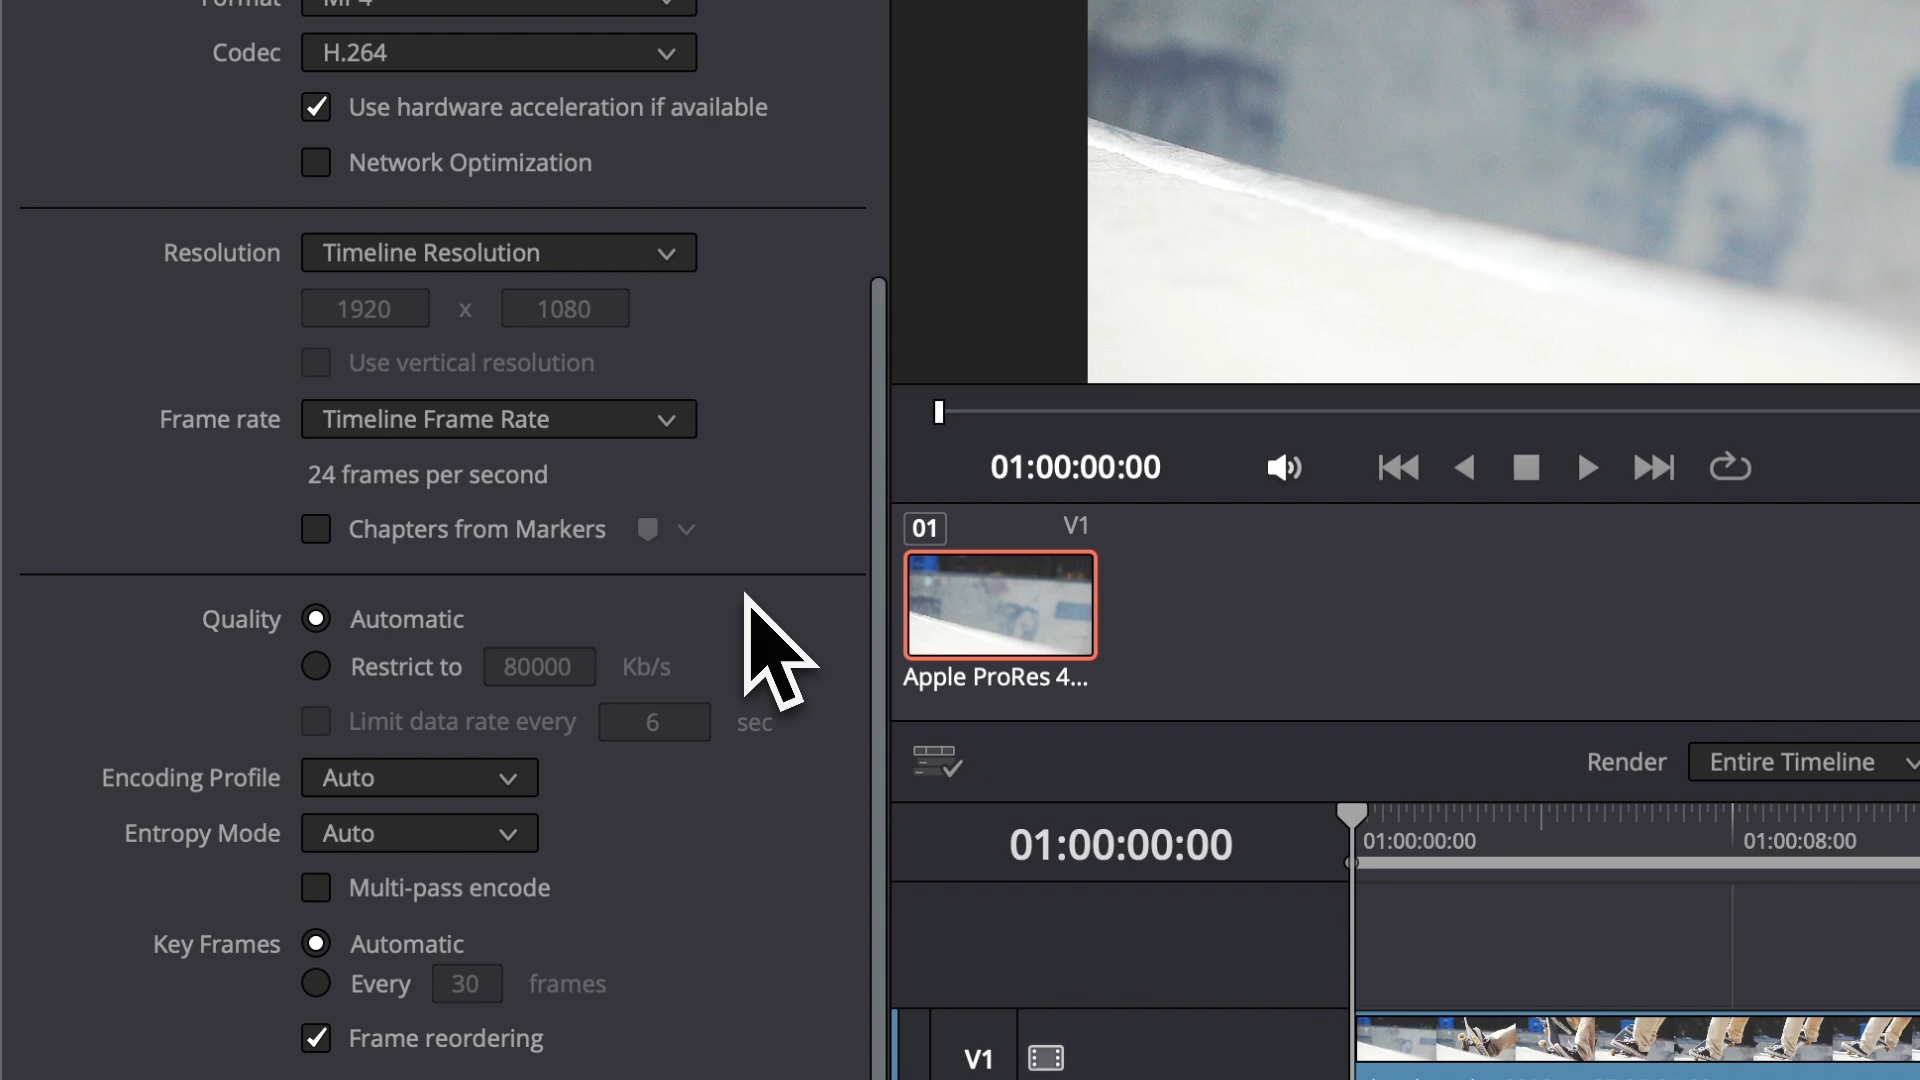 Format MP4
Codec H.264
Use hardware acceleration if available
Network Optimization
Resolution Timeline Resolution
1920 x 1080
Use vertical resolution
Frame rate Timeline Frame Rate
24 frames per second
Chapters from Markers
Quality Automatic
Restrict to 80000 Kb/s
Limit data rate every 6 sec
Encoding Profile Auto
Entropy Mode Auto
Multi-pass encode
Key Frames Automatic
Every 30 frames
Frame reordering
01:00:00:00
01 V1
Apple ProRes 4...
Render Entire Timeline
01:00:00:00
01:00:00:00 01:00:08:00
V1